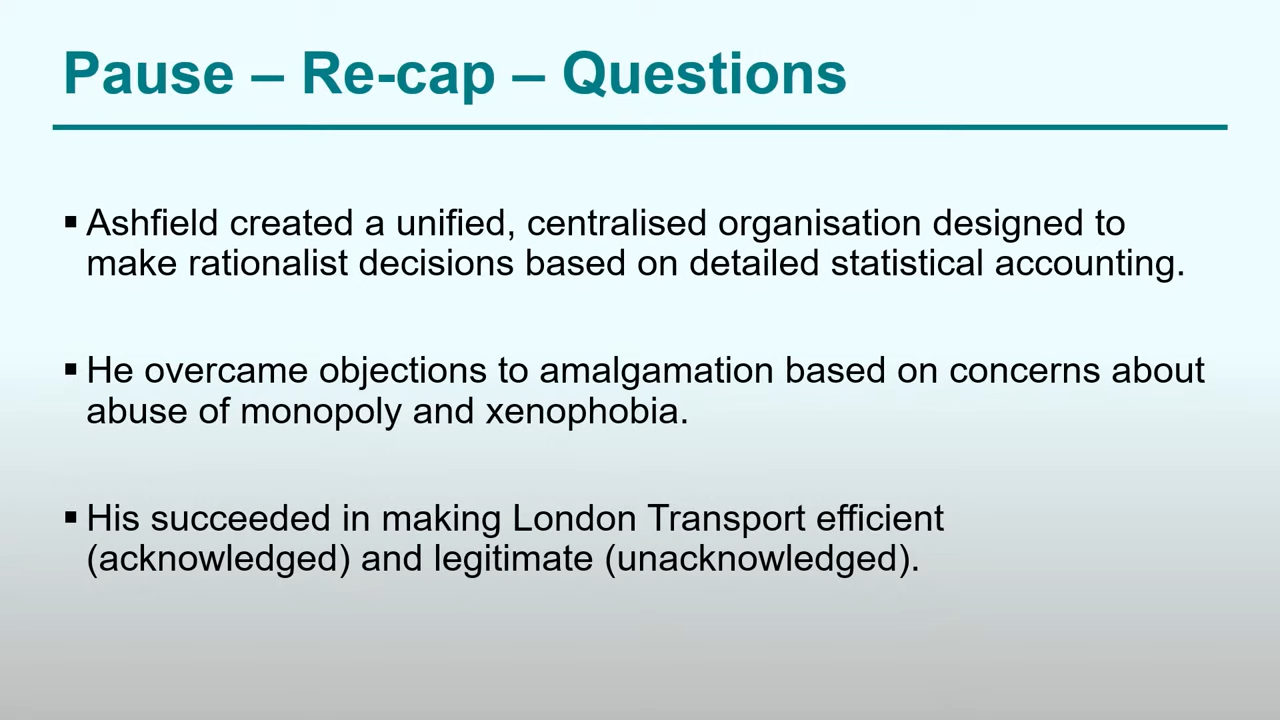 Pause – Re-cap – Questions
▪ Ashfield created a unified, centralised organisation designed to
make rationalist decisions based on detailed statistical accounting.
▪ He overcame objections to amalgamation based on concerns about
abuse of monopoly and xenophobia.
▪ His succeeded in making London Transport efficient
(acknowledged) and legitimate (unacknowledged).